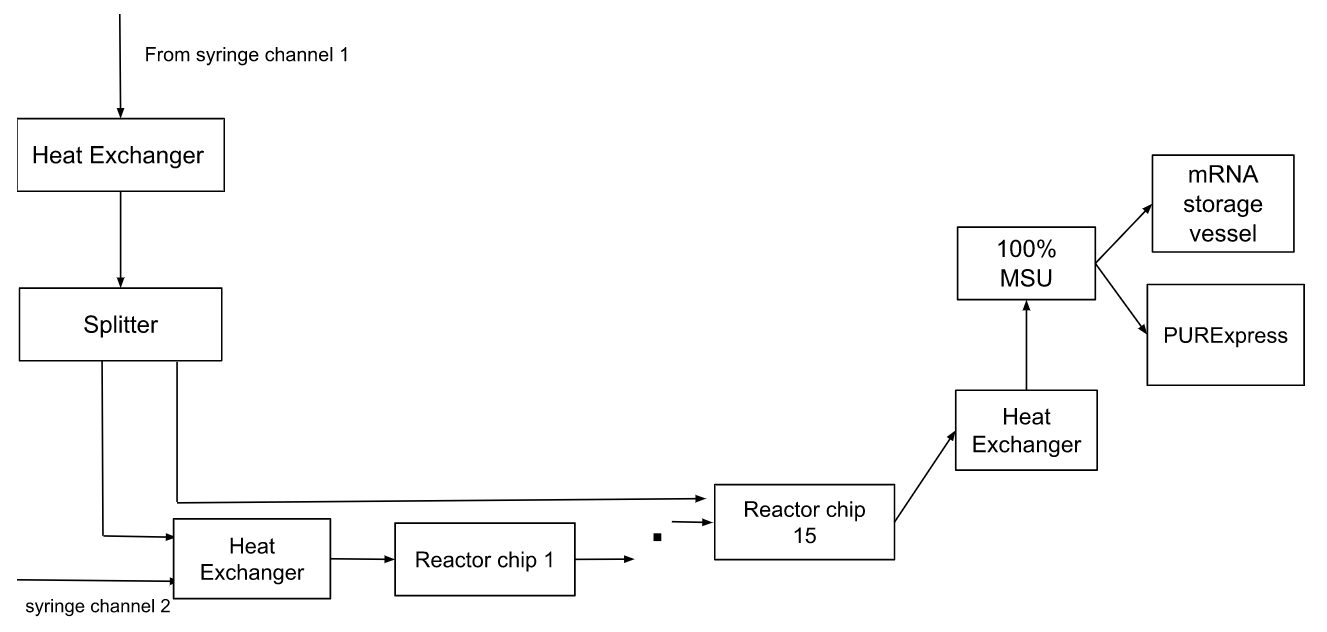 From syringe channel 1
Heat Exchanger
Splitter
Heat
Exchanger
syringe channel 2
Reactor chip 1
Reactor chip
15
Heat
Exchanger
100%
MSU
mRNA
storage
vessel
PURExpress